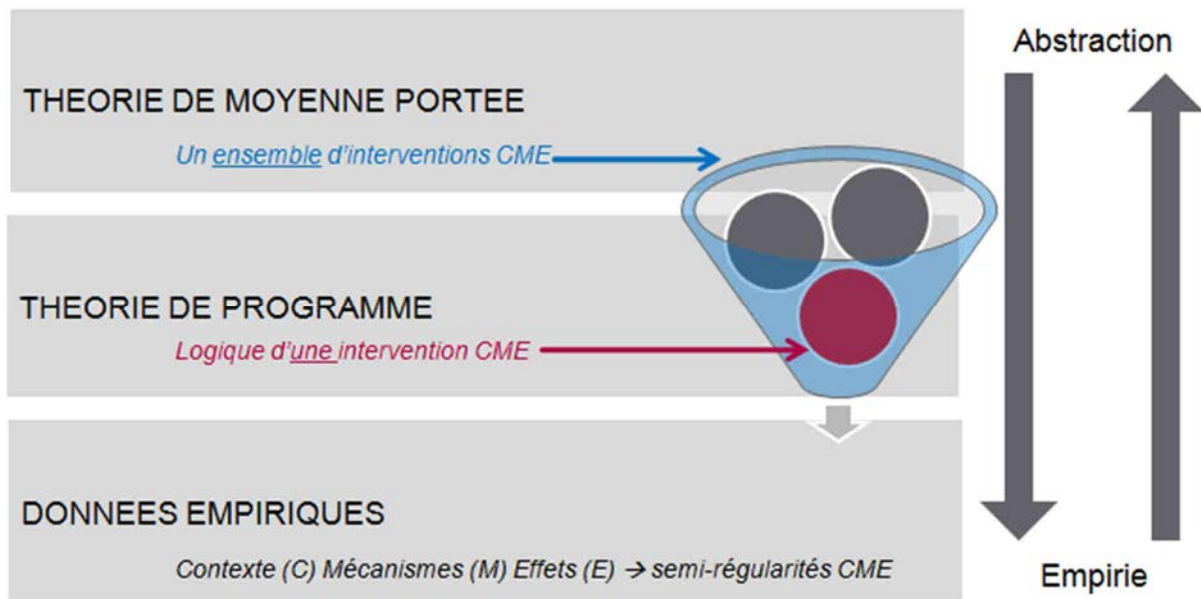 Abstraction
THEORIE DE MOYENNE PORTEE
Un ensemble d’interventions CME
THEORIE DE PROGRAMME
Logique d’une intervention CME
DONNEES EMPIRIQUES
Contexte (C) Mécanismes (M) Effets (E) → semi-régularités CME
Empirie